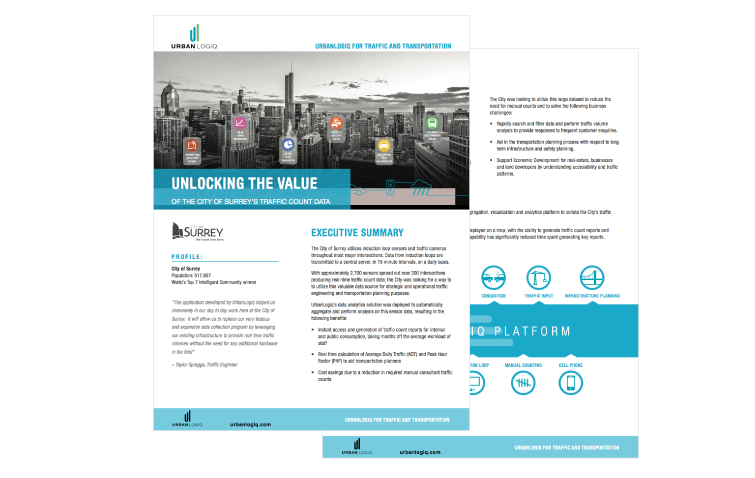 URBAN LOGIQ
URBANLOGIQ FOR TRAFFIC AND TRANSPORTATION
UNLOCKING THE VALUE
OF THE CITY OF SURREY'S TRAFFIC COUNT DATA
SURREY
PROFILE:
City of Surrey
Population: 517,887
World's Top 7 Intelligent Community winner
"The application developed by UrbanLogiq helped us
immensely in our day to day work here at the City of
Surrey. It will allow us to replace our very tedious
and expensive data collection program by leveraging
our existing infrastructure to provide real time traffic
volumes without the need for any additional hardware
in the field"
– Taylor Spraggs, Traffic Engineer
EXECUTIVE SUMMARY
The City of Surrey utilizes induction loop sensors and traffic cameras
throughout most major intersections. Data from induction loops are
transmitted to a central server, in 15 minute intervals, on a daily basis.
With approximately 2,700 sensors spread out over 300 intersections
producing real-time traffic count data, the City was looking for a way to
to utilize this valuable data source for strategic and operational traffic
engineering and transportation planning purposes.
UrbanLogiq's data analytics solution was deployed to automatically
aggregate and perform analysis on this sensor data, resulting in the
following benefits:
• Instant access and generation of traffic count reports for internal
and public consumption, taking months off the average workload of
staff
• Real time calculation of Average Daily Traffic (ADT) and Peak Hour
Factor (PHF) to aid transportation planners
• Cost savings due to a reduction in required manual consultant traffic
counts
URBAN LOGIQ
urbanlogiq.com
URBANLOGIQ FOR TRAFFIC AND TRANSPORTATION
The City was looking to utilize this large dataset to reduce the
need for manual counts and to solve the following business
challenges:
• Rapidly search and filter data and perform traffic volume
analysis to provide responses to frequent customer enquiries.
• Aid in the transportation planning process with respect to long
term infrastructure and safety planning.
• Support Economic Development for real-estate, businesses
and land developers by understanding accessibility and traffic
patterns.
gregation, visualization and analytics platform to collate the City's traffic
played on a map, with the ability to generate traffic count reports and
pability has significantly reduced time spent generating key reports.
CONGESTION
TRAFFIC INPUT
INFRASTRUCTURE PLANNING
IQ PLATFORM
TION LOOP
MANUAL COUNTING
CELL PHONE
URBAN LOGIQ
urbanlogiq.com
URBANLOGIQ FOR TRAFFIC AND TRANSPORTATION